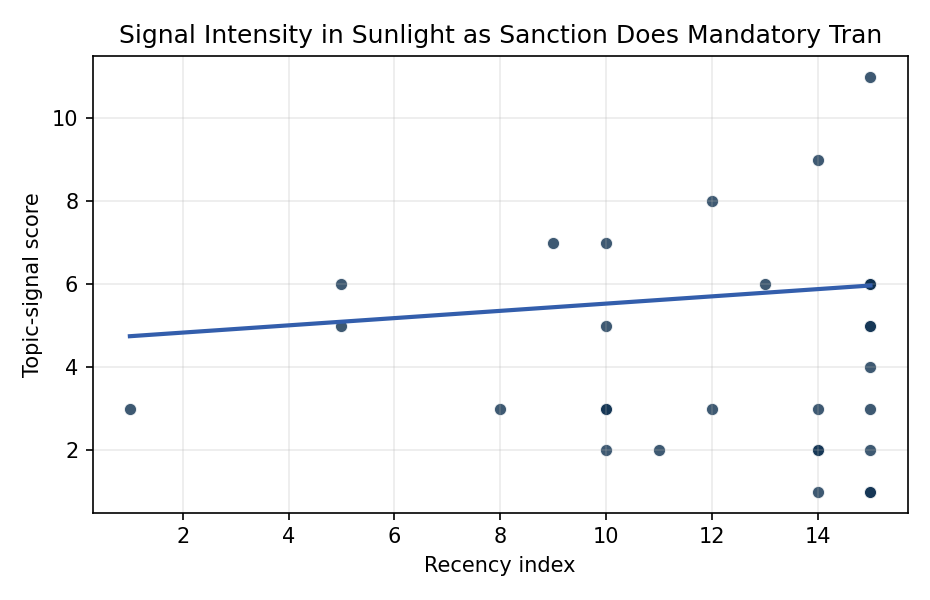 Signal Intensity in Sunlight as Sanction Does Mandatory Tran
10
8
6
4
2
Topic-signal score
2 4 6 8 10 12 14
Recency index